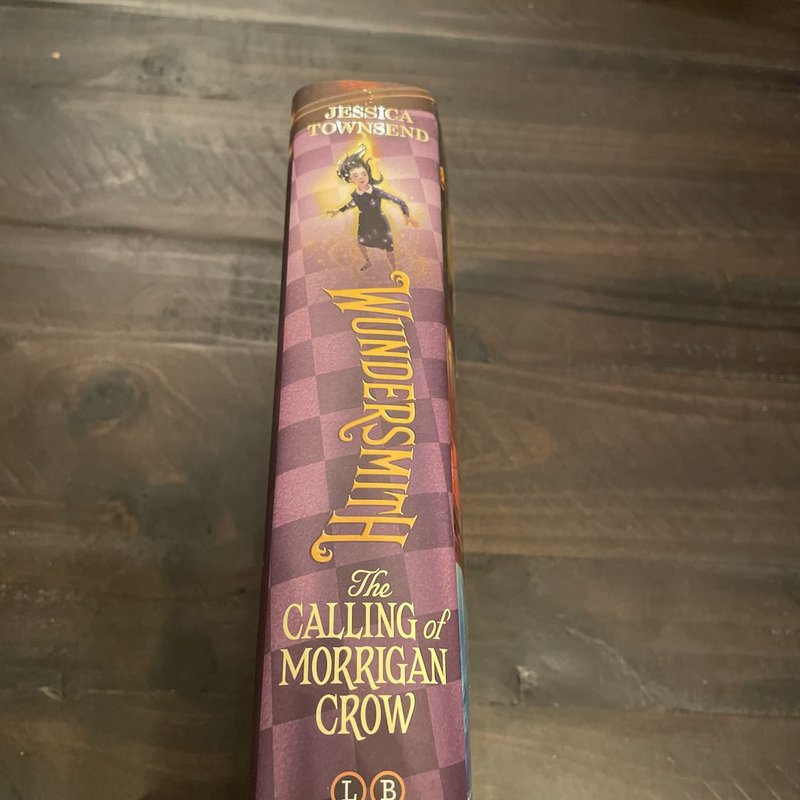 JESSICA
TOWNSEND
WUNDERSMITH
The
CALLING of
MORRIGAN
CROW
L B